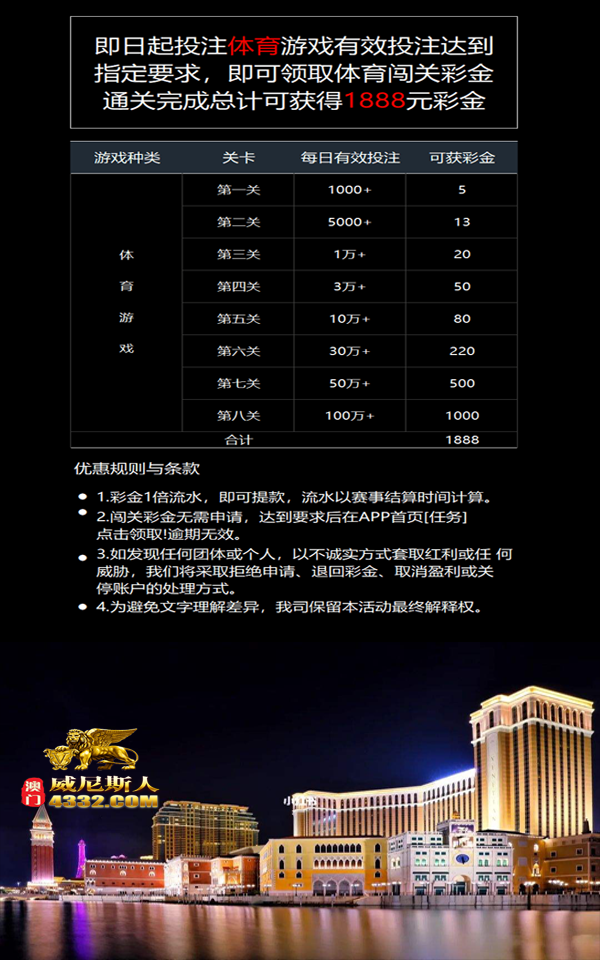 即日起投注体育游戏有效投注达到
指定要求，即可领取体育闯关彩金
通关完成总计可获得1888元彩金
游戏种类 关卡 每日有效投注 可获彩金
体育游戏
第一关 1000+ 5
第二关 5000+ 13
第三关 1万+ 20
第四关 3万+ 50
第五关 10万+ 80
第六关 30万+ 220
第七关 50万+ 500
第八关 100万+ 1000
合计 1888
优惠规则与条款
1.彩金1倍流水，即可提款，流水以赛事结算时间计算。
2.闯关彩金无需申请，达到要求后在APP首页[任务]
点击领取!逾期无效。
3.如发现任何团体或个人，以不诚实方式套取红利或任 何
威胁，我们将采取拒绝申请、退回彩金、取消盈利或关
停账户的处理方式。
4.为避免文字理解差异，我司保留本活动最终解释权。
澳门 威尼斯人
4332.COM